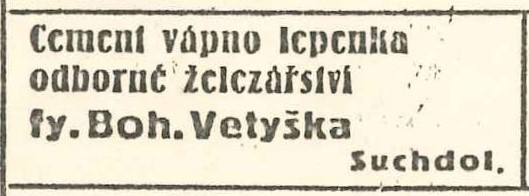 Cement vápno lepenka
odborné železářství
fy. Boh. Vetyška
Suchdol.